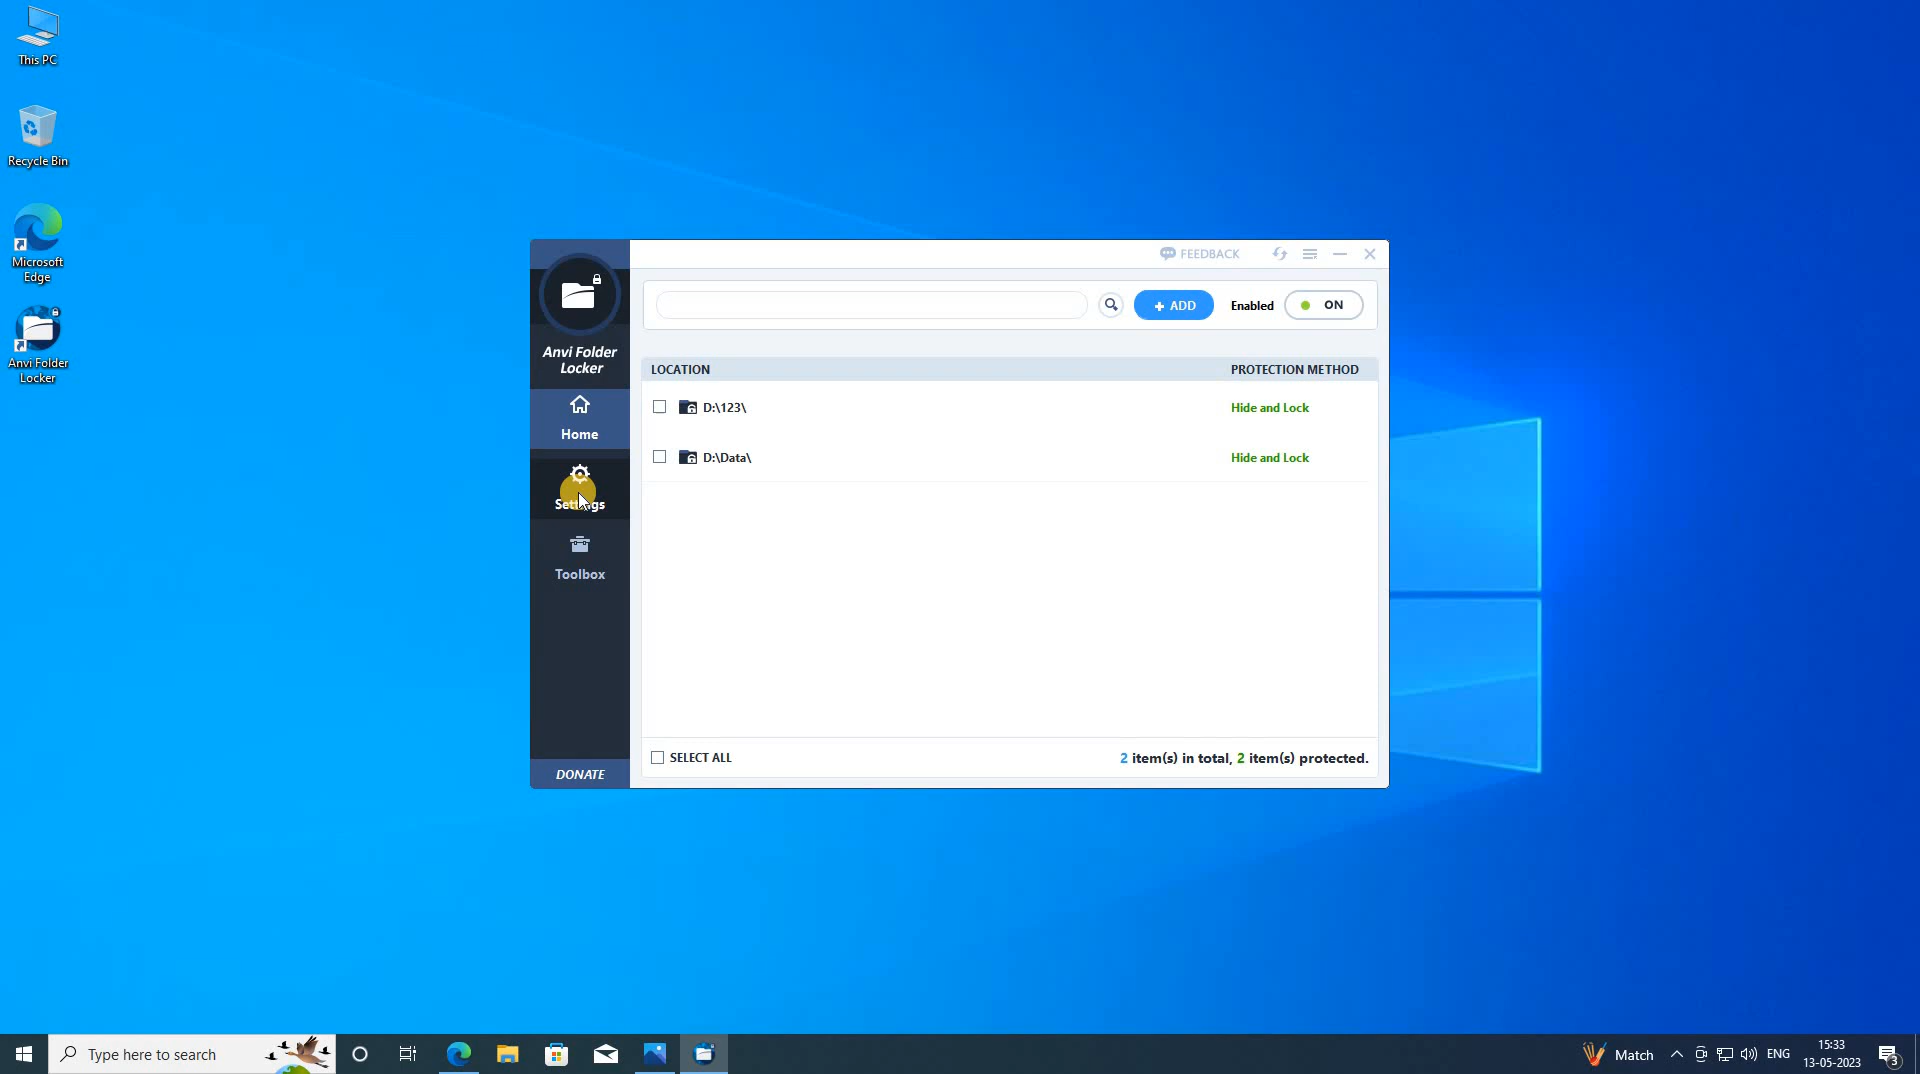 This PC
Recycle Bin
Microsoft
Edge
Anvi Folder
Locker
FEEDBACK
+ ADD
Enabled
ON
Anvi Folder
Locker
LOCATION
PROTECTION METHOD
Home
D:\123\
Hide and Lock
D:\Data\
Hide and Lock
Settings
Toolbox
SELECT ALL
2 item(s) in total, 2 item(s) protected.
DONATE
Type here to search
Match
ENG
15:33
13-05-2023
3